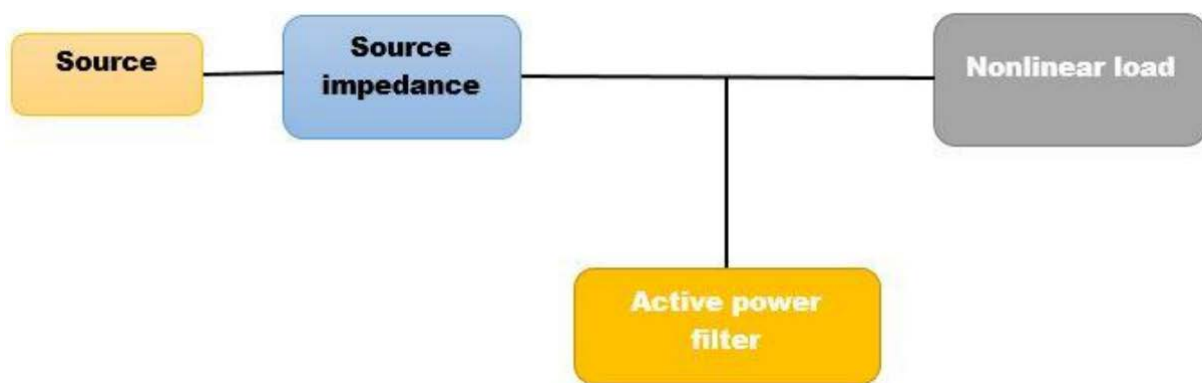 Source
Source
impedance
Nonlinear load
Active power
filter